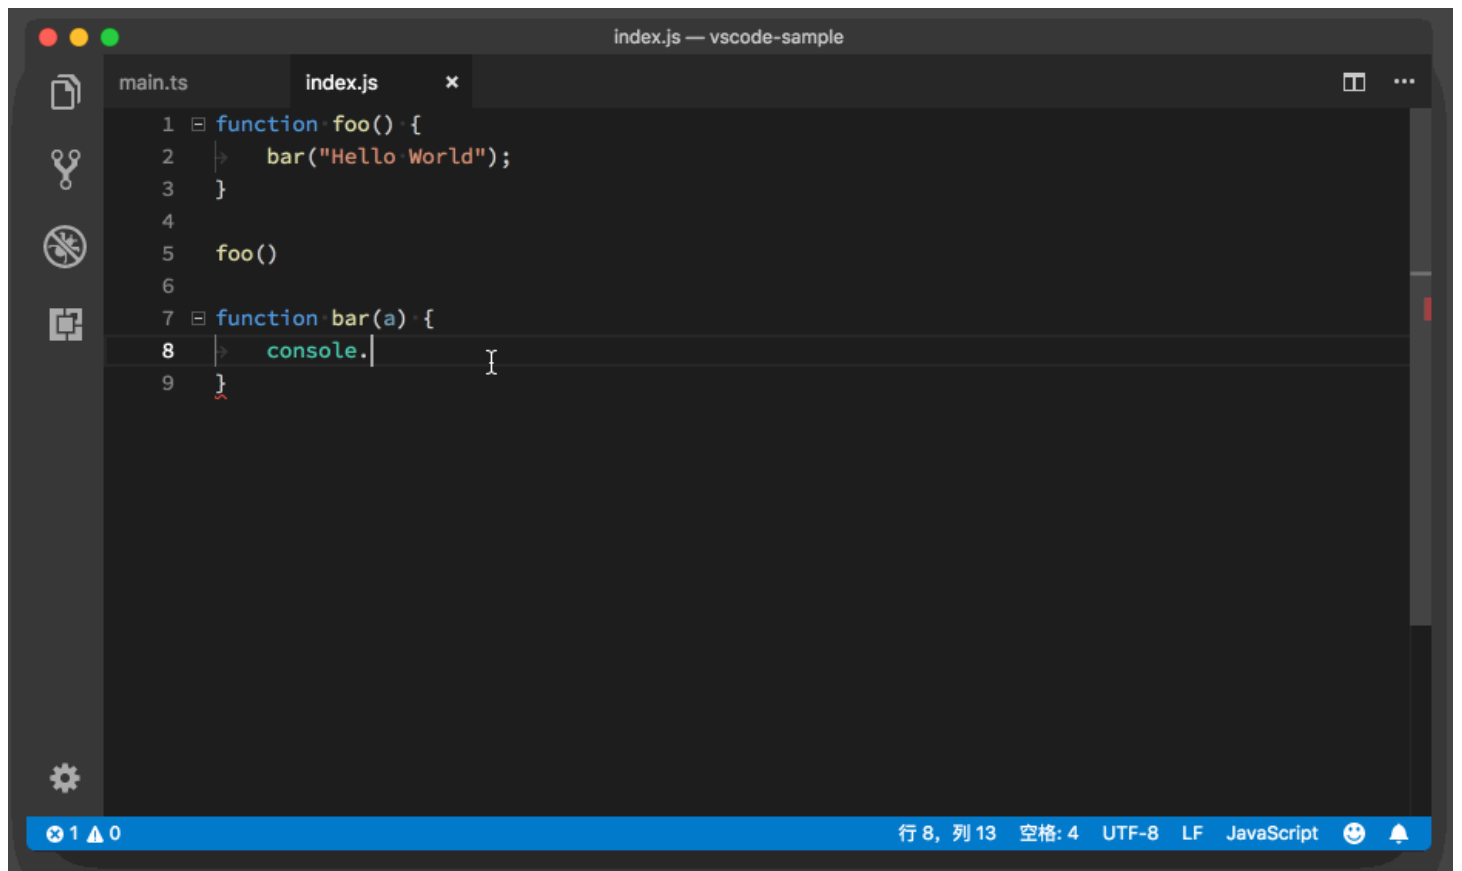 index.js — vscode-sample
main.ts index.js
1 function foo() {
2 bar("Hello World");
3 }
4
5 foo()
6
7 function bar(a) {
8 console.
9 }
1 0 行 8，列 13 空格: 4 UTF-8 LF JavaScript